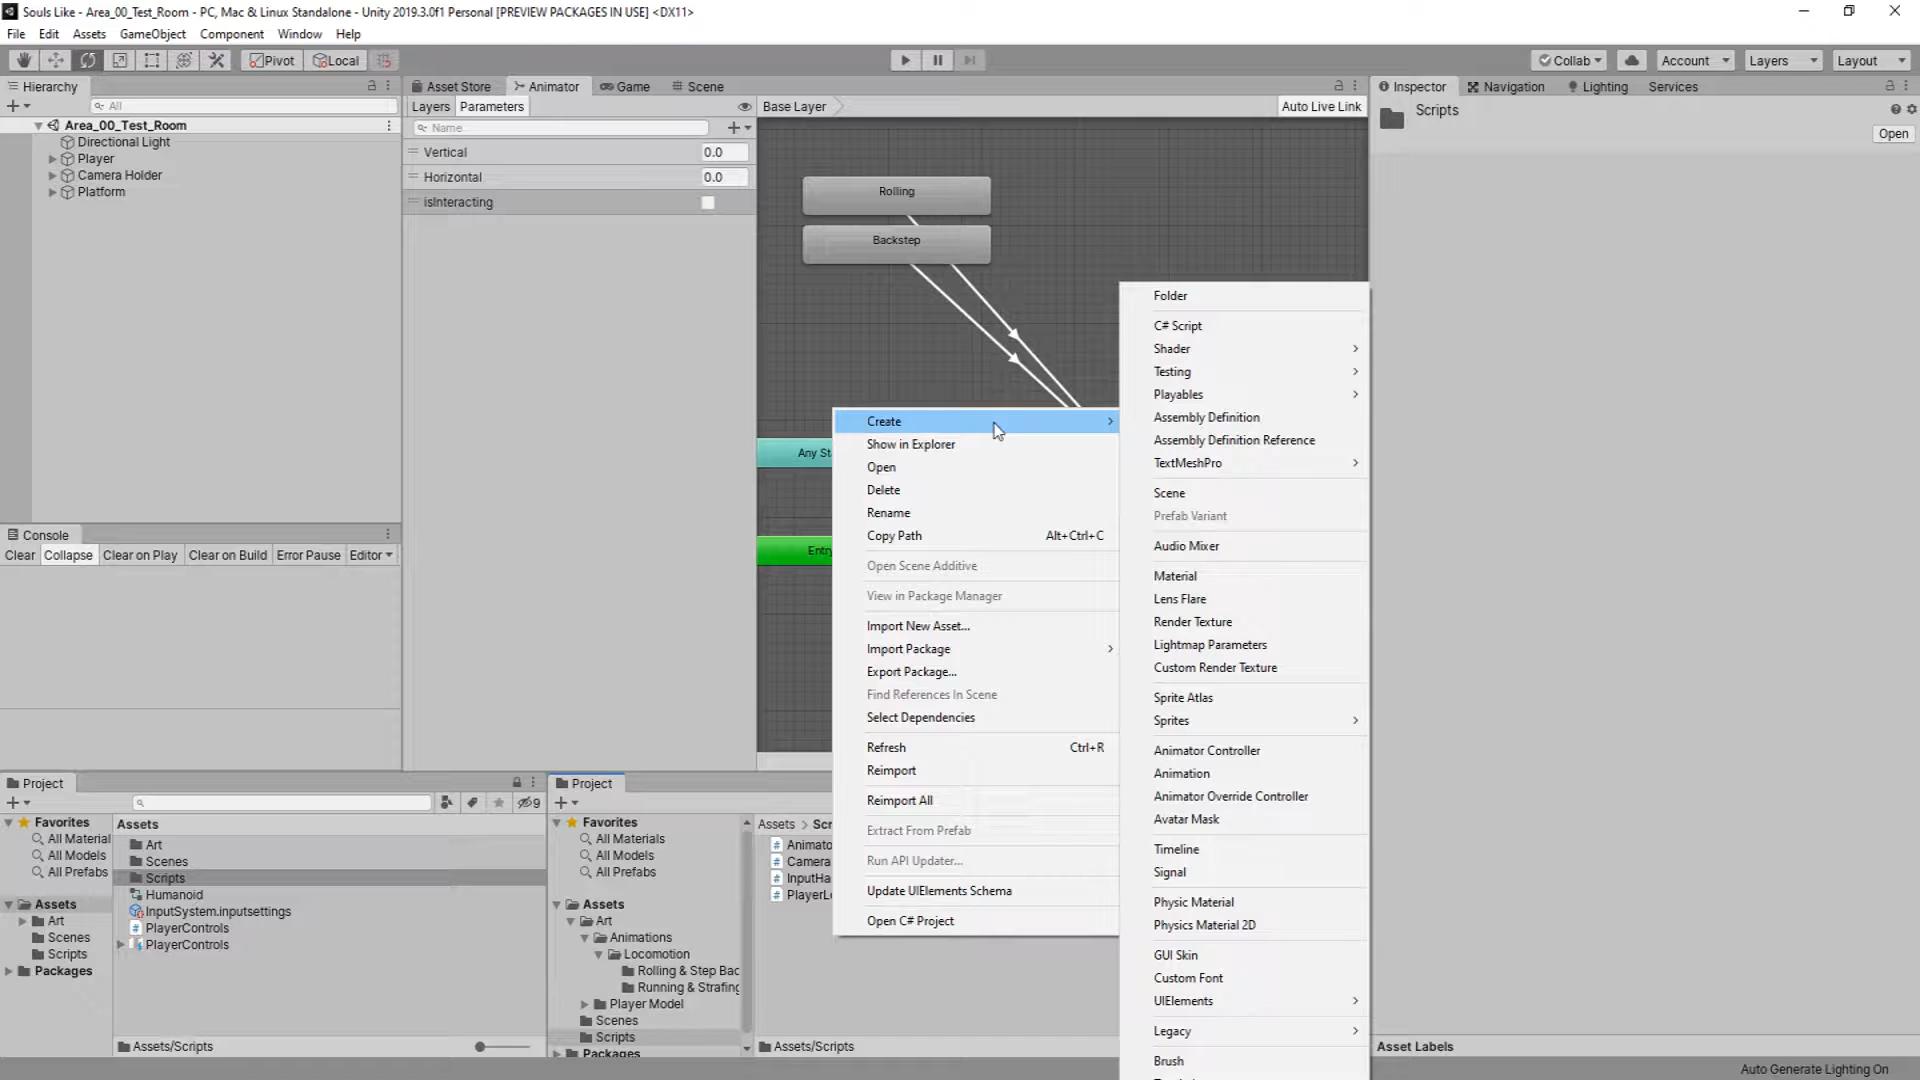 Souls Like - Area_00_Test_Room - PC, Mac & Linux Standalone - Unity 2019.3.0f1 Personal [PREVIEW PACKAGES IN USE] <DX11>
File Edit Assets GameObject Component Window Help
Pivot Local Collab Account Layers Layout
Hierarchy
All
Area_00_Test_Room
Directional Light
Player
Camera Holder
Platform
Console
Clear Collapse Clear on Play Clear on Build Error Pause Editor
Asset Store Animator Game Scene
Layers Parameters Base Layer Auto Live Link
Name
Vertical 0.0
Horizontal 0.0
isInteracting
Rolling
Backstep
Any St
Entry
Create
Show in Explorer
Open
Delete
Rename
Copy Path Alt+Ctrl+C
Open Scene Additive
View in Package Manager
Import New Asset...
Import Package
Export Package...
Find References In Scene
Select Dependencies
Refresh Ctrl+R
Reimport
Reimport All
Extract From Prefab
Run API Updater...
Update UIElements Schema
Open C# Project
Folder
C# Script
Shader
Testing
Playables
Assembly Definition
Assembly Definition Reference
TextMeshPro
Scene
Prefab Variant
Audio Mixer
Material
Lens Flare
Render Texture
Lightmap Parameters
Custom Render Texture
Sprite Atlas
Sprites
Animator Controller
Animation
Animator Override Controller
Avatar Mask
Timeline
Signal
Physic Material
Physics Material 2D
GUI Skin
Custom Font
UIElements
Legacy
Brush
Inspector Navigation Lighting Services
Scripts
Open
Asset Labels
Auto Generate Lighting On
Project
9
Favorites
All Material
All Models
All Prefabs
Assets
Art
Scenes
Scripts
Packages
Assets
Art
Scenes
Scripts
Humanoid
InputSystem.inputsettings
PlayerControls
PlayerControls
Assets/Scripts
Project
Favorites
All Materials
All Models
All Prefabs
Assets
Art
Animations
Locomotion
Rolling & Step Bac
Running & Strafing
Player Model
Scenes
Scripts
Packages
Assets > Scr
Animato
Camera
InputHa
PlayerLo
Assets/Scripts